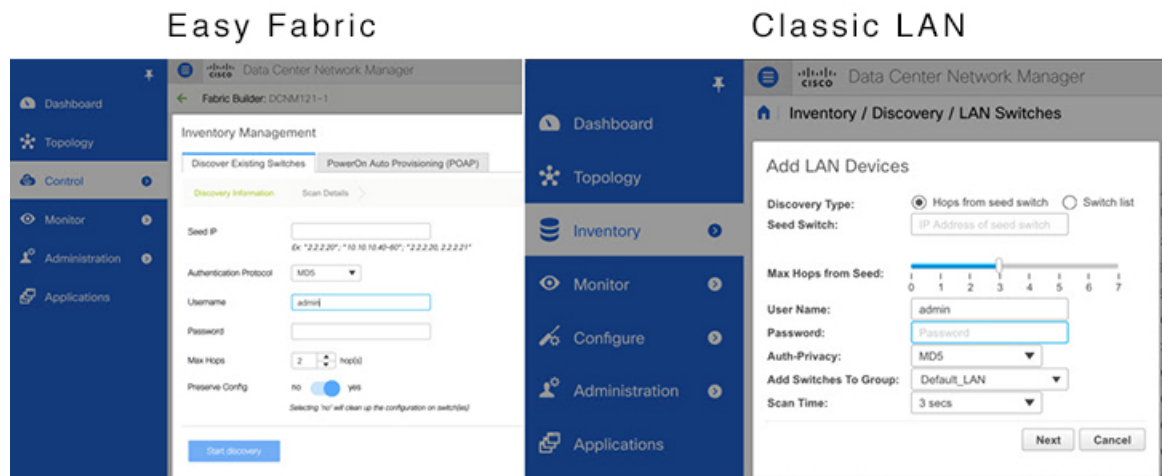 Easy Fabric
Classic LAN
Dashboard
Topology
Control
Monitor
Administration
Applications
CISCO Data Center Network Manager
Fabric Builder: DCNM121-1
Inventory Management
Discover Existing Switches
PowerOn Auto Provisioning (POAP)
Discovery Information
Scan Details
Seed IP
Ex: "2.2.2.20"; "10.10.10.40-60"; "2.2.2.20, 2.2.2.21"
Authentication Protocol MD5
Username admin
Password
Max Hops 2 hop(s)
Preserve Config no yes
Selecting 'no' will clean up the configuration on switch(es)
Start discovery
Dashboard
Topology
Inventory
Monitor
Configure
Administration
Applications
CISCO Data Center Network Manager
Inventory / Discovery / LAN Switches
Add LAN Devices
Discovery Type: Hops from seed switch Switch list
Seed Switch: IP Address of seed switch
Max Hops from Seed:
0 1 2 3 4 5 6 7
User Name: admin
Password: Password
Auth-Privacy: MD5
Add Switches To Group: Default_LAN
Scan Time: 3 secs
Next Cancel